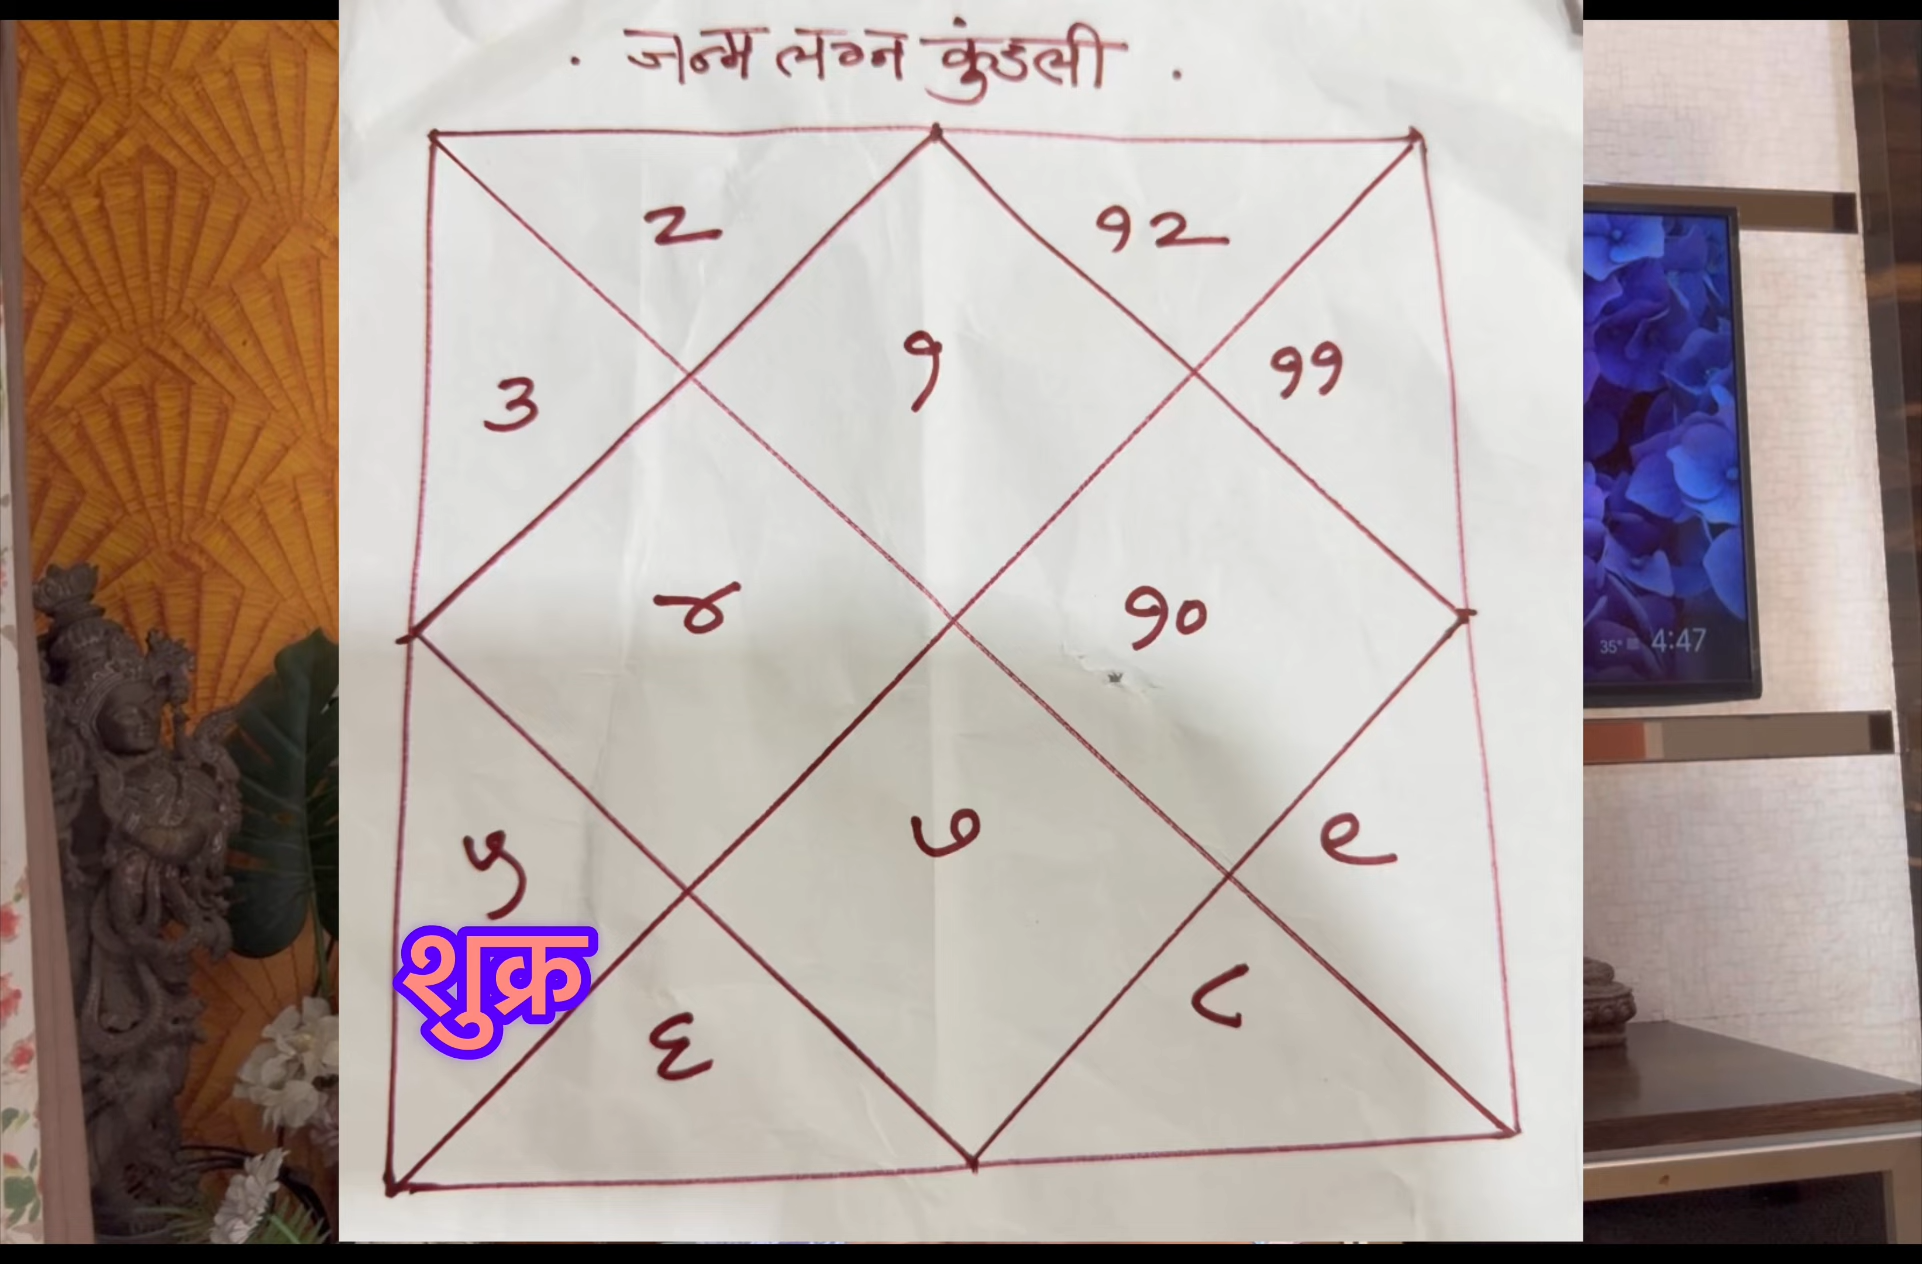 . जन्म लग्न कुंडली .
२ १२
१
३ ११
४ १०
५ ७ ९
शुक्र
६ ८
35° 4:47